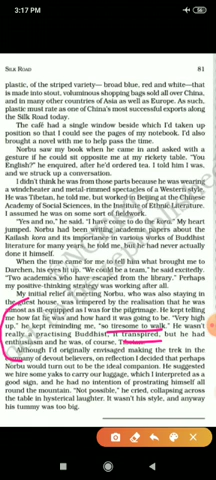 3:17 PM
SILK ROAD 81
plastic, of the striped variety– broad blue, red and white–that
is made into stout, voluminous shopping bags sold all over China,
and in many other countries of Asia as well as Europe. As such,
plastic must rate as one of China's most successful exports along
the Silk Road today.
The café had a single window beside which I'd taken up
position so that I could see the pages of my notebook. I'd also
brought a novel with me to help pass the time.
Norbu saw my book when he came in and asked with a
gesture if he could sit opposite me at my rickety table. “You
English?” he enquired, after he'd ordered tea. I told him I was,
and we struck up a conversation.
I didn't think he was from those parts because he was wearing
a windcheater and metal-rimmed spectacles of a Western style.
He was Tibetan, he told me, but worked in Beijing at the Chinese
Academy of Social Sciences, in the Institute of Ethnic Literature.
I assumed he was on some sort of fieldwork.
“Yes and no,” he said. “I have come to do the kora.” My heart
jumped. Norbu had been writing academic papers about the
Kailash kora and its importance in various works of Buddhist
literature for many years, he told me, but he had never actually
done it himself.
When the time came for me to tell him what brought me to
Darchen, his eyes lit up. “We could be a team,” he said excitedly.
“Two academics who have escaped from the library.” Perhaps
my positive-thinking strategy was working after all.
My initial relief at meeting Norbu, who was also staying in
the guest house, was tempered by the realisation that he was
almost as ill-equipped as I was for the pilgrimage. He kept telling
me how fat he was and how hard it was going to be. “Very high
up,” he kept reminding me, “so tiresome to walk.” He wasn't
really a practising Buddhist, it transpired, but he had
enthusiasm and he was, of course,
Although I'd originally envisaged making the trek in the
company of devout believers, on reflection I decided that perhaps
Norbu would turn out to be the ideal companion. He suggested
we hire some yaks to carry our luggage, which I interpreted as a
good sign, and he had no intention of prostrating himself all
round the mountain. “Not possible,” he cried, collapsing across
the table in hysterical laughter. It wasn't his style, and anyway
his tummy was too big.